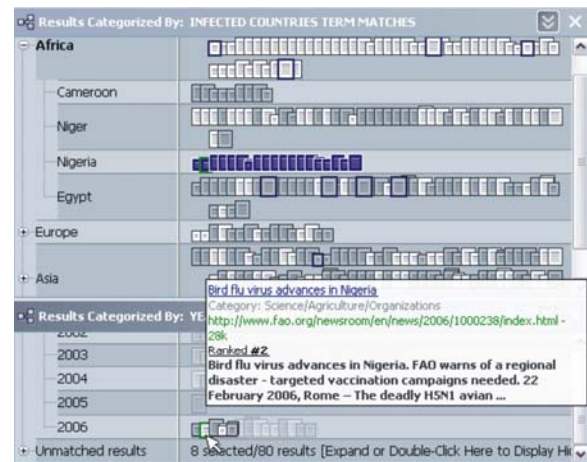 Results Categorized By: INFECTED COUNTRIES TERM MATCHES
Africa
Cameroon
Niger
Nigeria
Egypt
Europe
Asia
Bird flu virus advances in Nigeria
Category: Science/Agriculture/Organizations
http://www.fao.org/newsroom/en/news/2006/1000238/index.html -
28k
Ranked #2
Bird flu virus advances in Nigeria. FAO warns of a regional
disaster - targeted vaccination campaigns needed. 22
February 2006, Rome – The deadly H5N1 avian ...
Results Categorized By: YE
2002
2003
2004
2005
2006
Unmatched results 8 selected/80 results [Expand or Double-Click Here to Display Hi